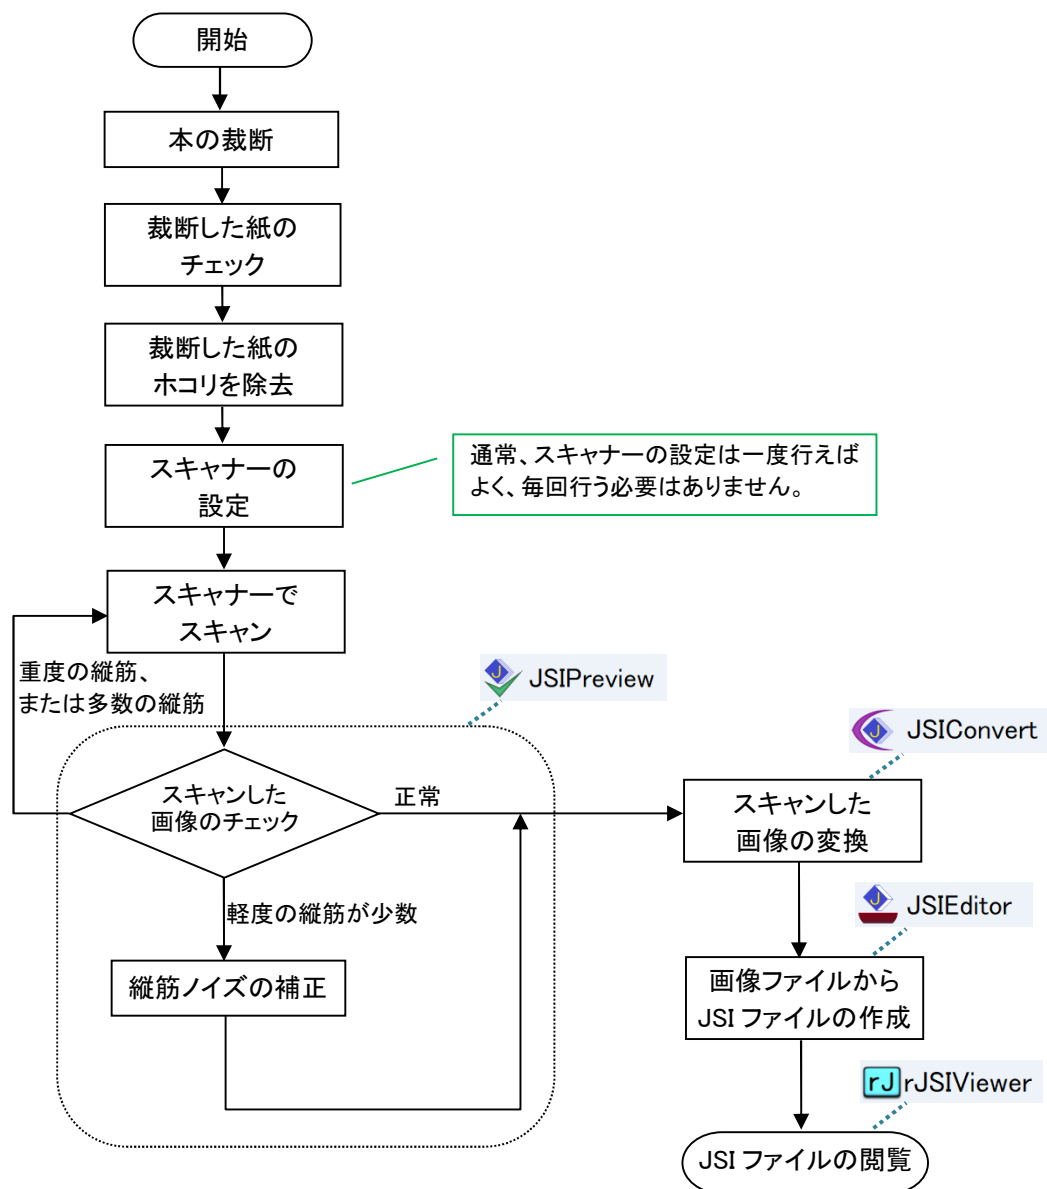 開始
本の裁断
裁断した紙の
チェック
裁断した紙の
ホコリを除去
スキャナーの
設定
通常、スキャナーの設定は一度行えば
よく、毎回行う必要はありません。
スキャナーで
スキャン
重度の縦筋、
または多数の縦筋
JSIPreview
スキャンした
画像のチェック
正常
軽度の縦筋が少数
縦筋ノイズの補正
JSIConvert
スキャンした
画像の変換
JSIEditor
画像ファイルから
JSI ファイルの作成
rJ rJSIViewer
JSI ファイルの閲覧